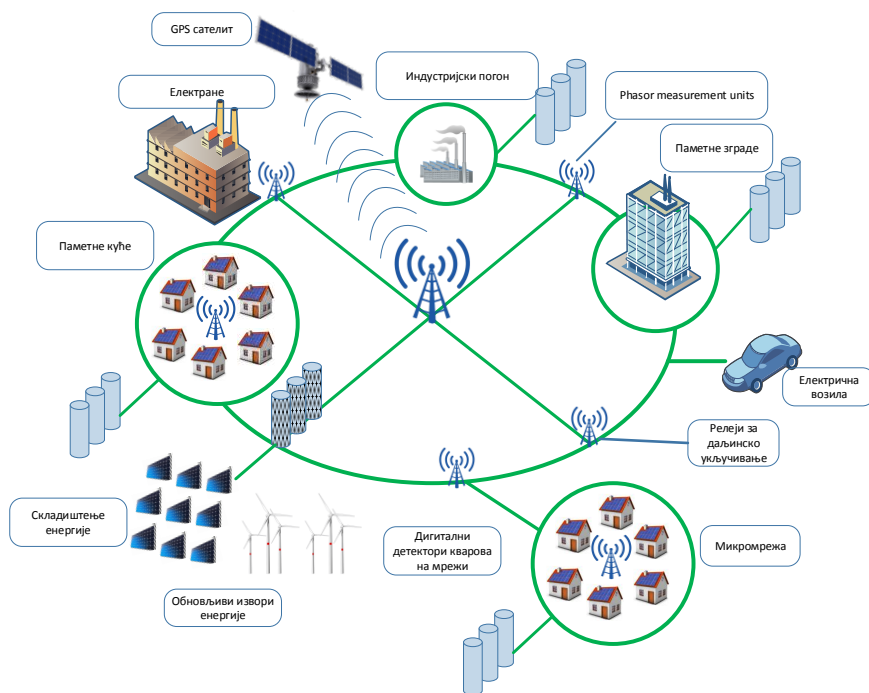 GPS сателит
Електране
Индустријски погон
Phasor measurement units
Паметне зграде
Паметне куће
Електрична
возила
Релеји за
даљинско
укључивање
Складиштење
енергије
Дигитални
детектори кварова
на мрежи
Микромрежа
Обновљиви извори
енергије